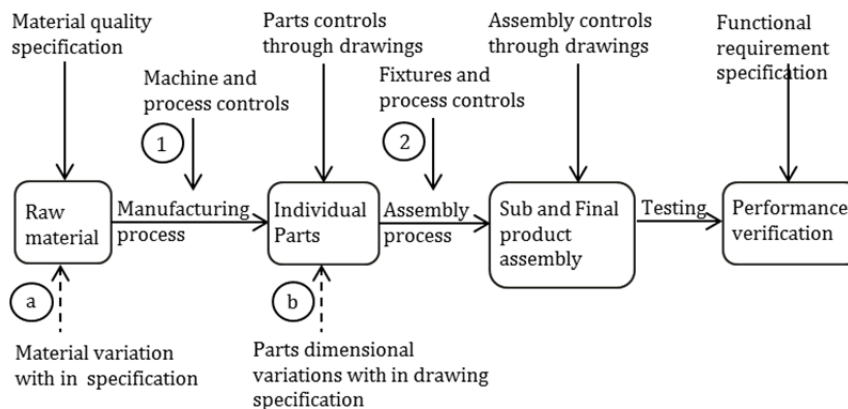 Material quality
specification
Parts controls
through drawings
Assembly controls
through drawings
Functional
requirement
specification
Machine and
process controls
Fixtures and
process controls
1
2
Raw
material
Manufacturing
process
Individual
Parts
Assembly
process
Sub and Final
product
assembly
Testing
Performance
verification
a
b
Material variation
with in specification
Parts dimensional
variations with in drawing
specification